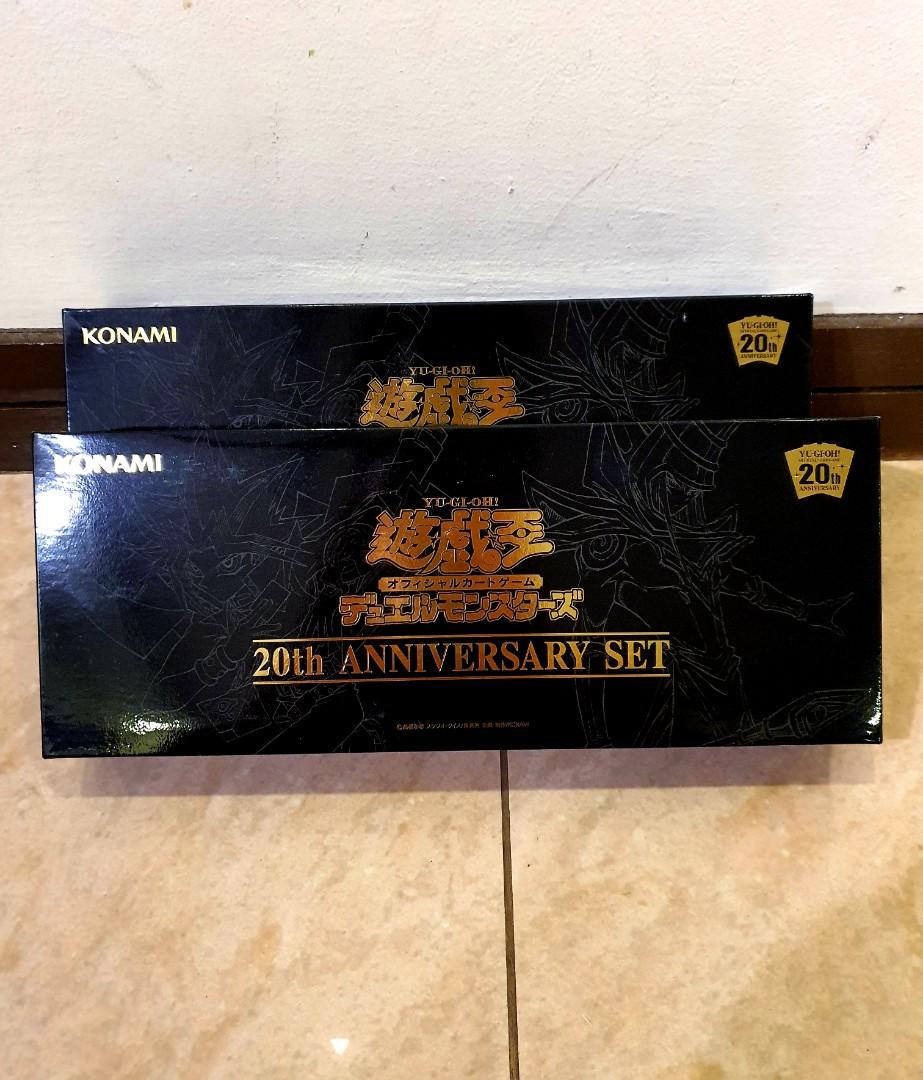 KONAMI
YU-GI-OH!
20th
ANNIVERSARY
YU-GI-OH!
遊戯王
KONAMI
YU-GI-OH!
20th
ANNIVERSARY
YU-GI-OH!
遊戯王
オフィシャルカードゲーム
デュエルモンスターズ
20th ANNIVERSARY SET